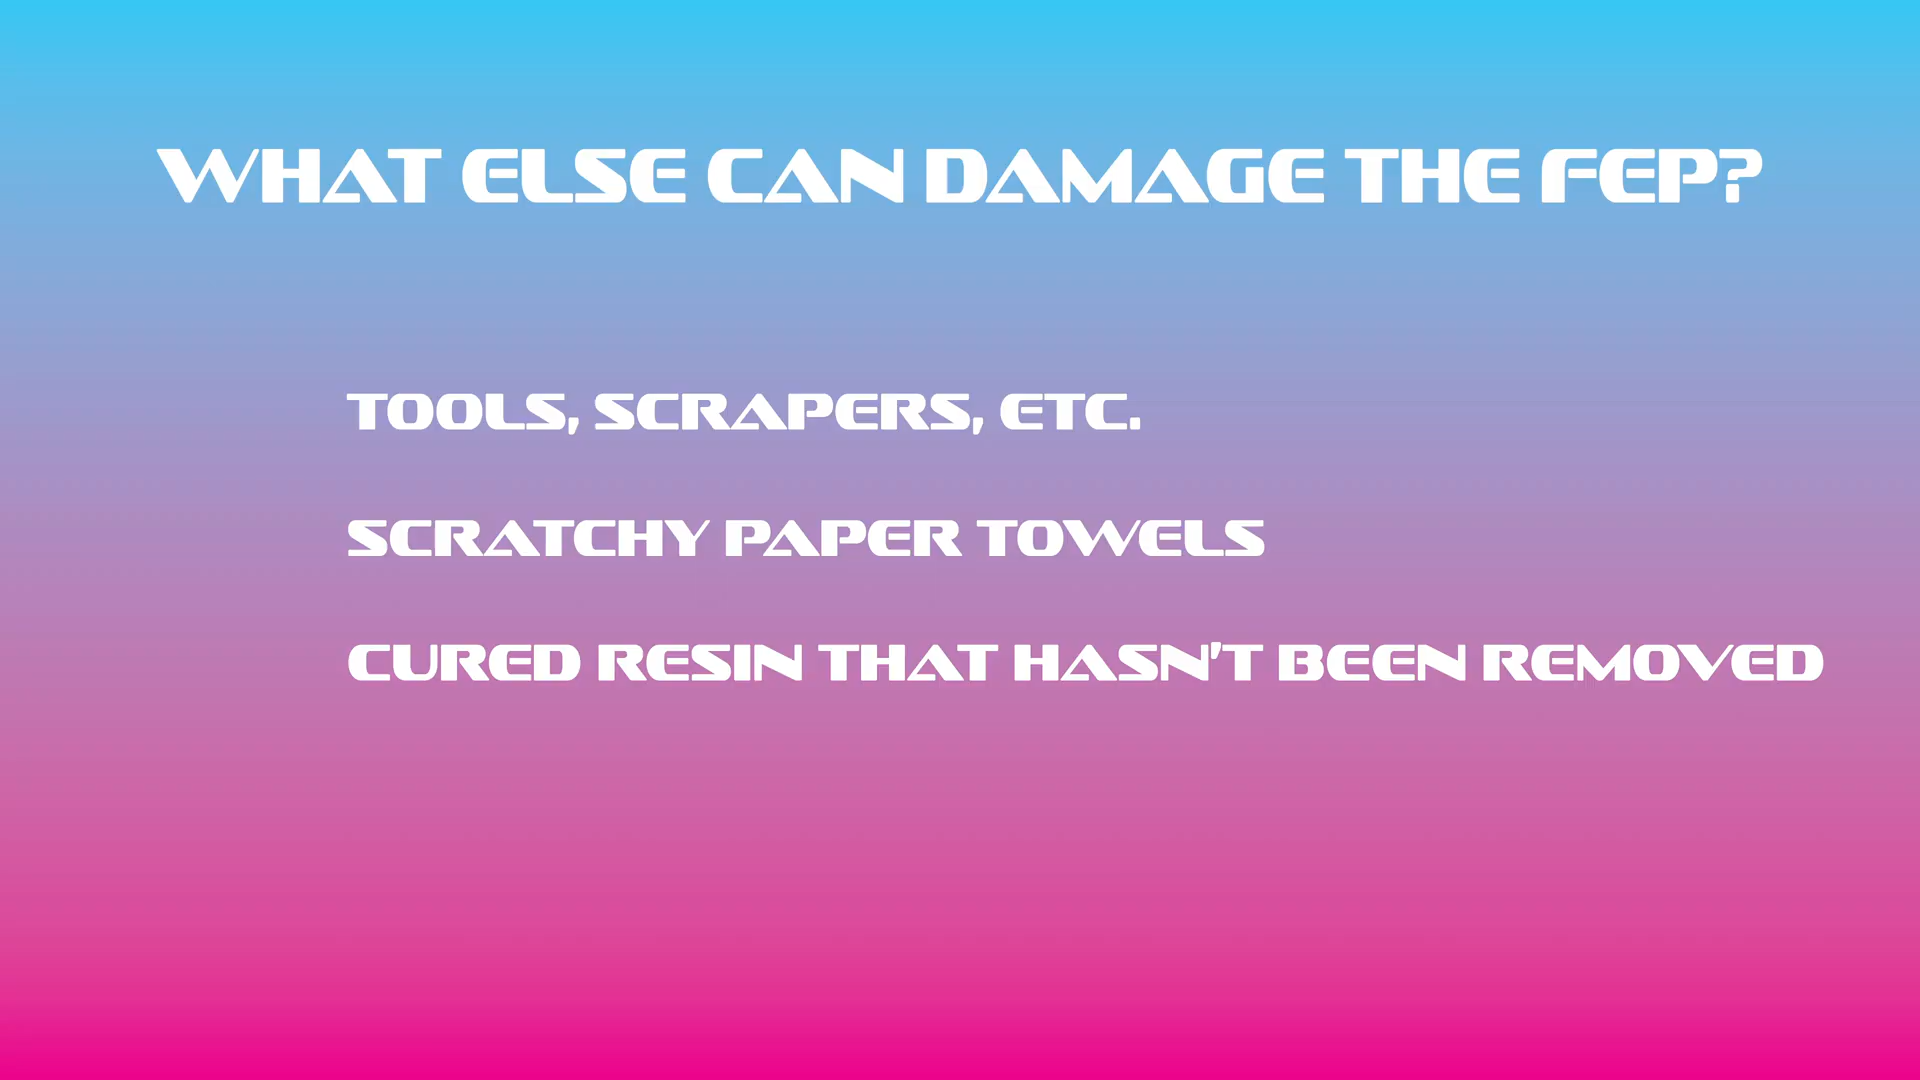 WHAT ELSE CAN DAMAGE THE FEP?
TOOLS, SCRAPERS, ETC.
SCRATCHY PAPER TOWELS
CURED RESIN THAT HASN'T BEEN REMOVED